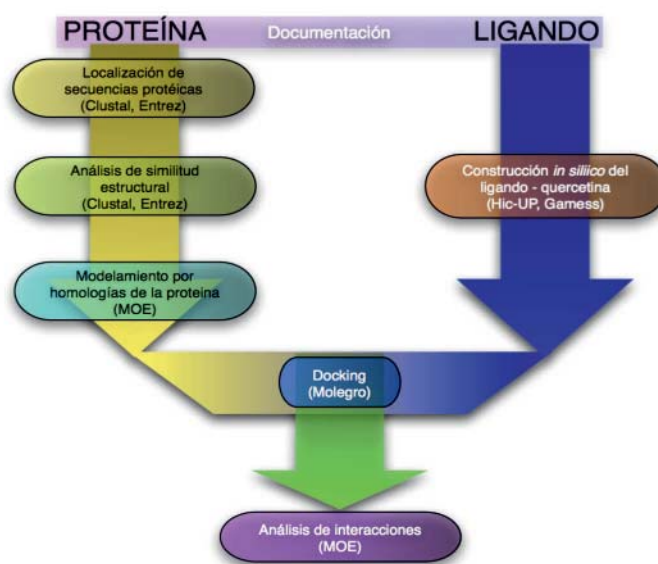 PROTEÍNA Documentación LIGANDO
Localización de
secuencias protéicas
(Clustal, Entrez)
Análisis de similitud
estructural
(Clustal, Entrez)
Construcción in siliico del
ligando - quercetina
(Hic-UP, Gamess)
Modelamiento por
homologías de la proteina
(MOE)
Docking
(Molegro)
Análisis de interacciones
(MOE)